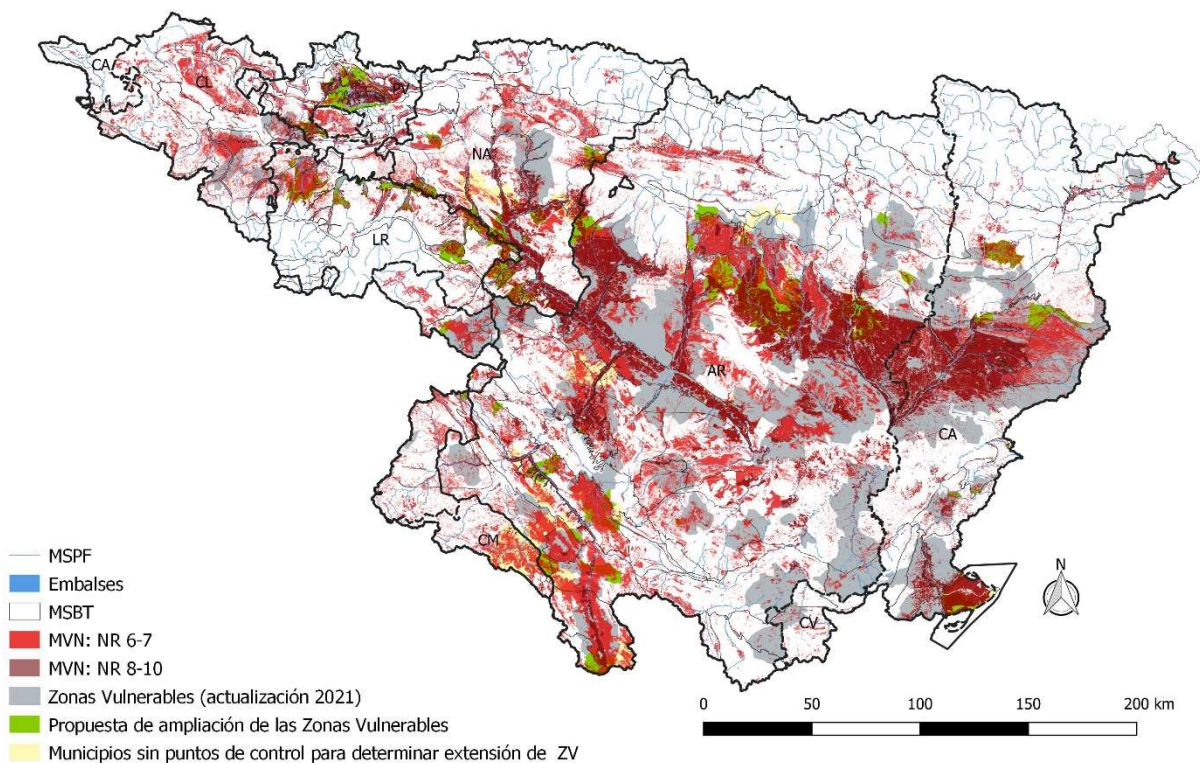 CA
CL
PV
NA
LR
AR
CA
CM
CV
N
MSPF
Embalses
MSBT
MVN: NR 6-7
MVN: NR 8-10
Zonas Vulnerables (actualización 2021)
Propuesta de ampliación de las Zonas Vulnerables
Municipios sin puntos de control para determinar extensión de ZV
0 50 100 150 200 km